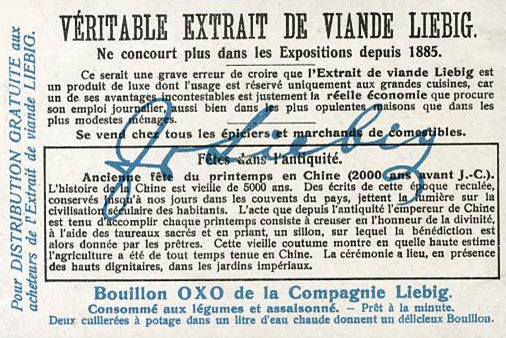 VÉRITABLE EXTRAIT DE VIANDE LIEBIG.
Ne concourt plus dans les Expositions depuis 1885.
Ce serait une grave erreur de croire que l'Extrait de viande Liebig est
un produit de luxe dont l'usage est réservé uniquement aux grandes cuisines, car
un de ses avantages incontestables est justement la réelle économie que procure
son emploi journalier, aussi bien dans les plus opulentes maisons que dans les
plus modestes ménages.
Se vend chez tous les épiciers et marchands de comestibles.
Fêtes dans l'antiquité.
Ancienne fête du printemps en Chine (2000 ans avant J.-C.).
L'histoire de la Chine est vieille de 5000 ans. Des écrits de cette époque reculée,
conservés jusqu'à nos jours dans les couvents du pays, jettent la lumière sur la
civilisation séculaire des habitants. L'acte que depuis l'antiquité l'empereur de Chine
est tenu d'accomplir chaque printemps consiste à creuser en l'honneur de la divinité,
à l'aide des taureaux sacrés et en priant, un sillon, sur lequel la bénédiction est
alors donnée par les prêtres. Cette vieille coutume montre en quelle haute estime
l'agriculture a été de tout temps tenue en Chine. La cérémonie a lieu, en présence
des hauts dignitaires, dans les jardins impériaux.
Bouillon OXO de la Compagnie Liebig.
Consommé aux légumes et assaisonné. – Prêt à la minute.
Deux cuillerées à potage dans un litre d'eau chaude donnent un délicieux Bouillon.
Pour DISTRIBUTION GRATUITE aux
acheteurs de l'Extrait de viande LIEBIG.
J v Liebig